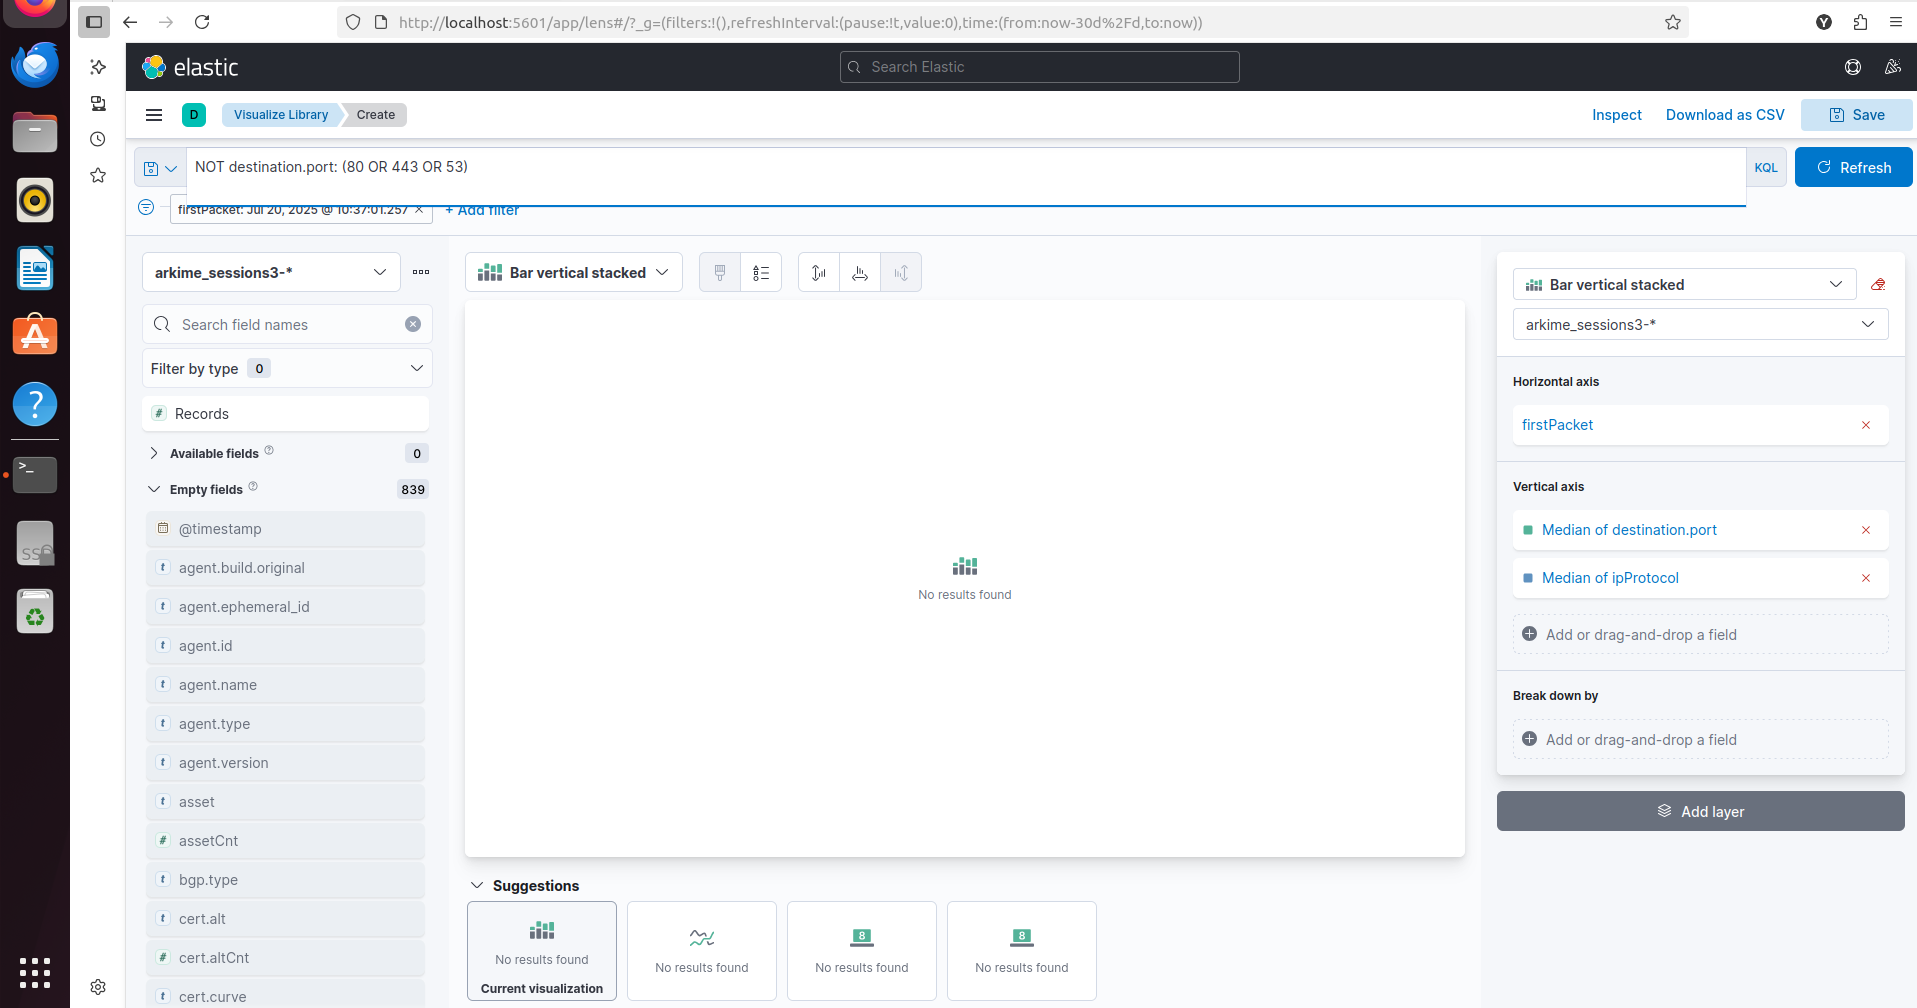 http://localhost:5601/app/lens#/?_g=(filters:!(),refreshInterval:(pause:!t,value:0),time:(from:now-30d%2Fd,to:now))
Y
elastic
Search Elastic
D
Visualize Library
Create
Inspect
Download as CSV
Save
NOT destination.port: (80 OR 443 OR 53)
KQL
Refresh
firstPacket: Jul 20, 2025 @ 10:37:01.257 ×
+ Add filter
arkime_sessions3-*
Bar vertical stacked
Bar vertical stacked
arkime_sessions3-*
Search field names
Filter by type 0
# Records
Available fields ? 0
Empty fields ? 839
@timestamp
t agent.build.original
t agent.ephemeral_id
t agent.id
t agent.name
t agent.type
t agent.version
t asset
# assetCnt
t bgp.type
t cert.alt
# cert.altCnt
t cert.curve
No results found
Horizontal axis
firstPacket
Vertical axis
Median of destination.port
Median of ipProtocol
Add or drag-and-drop a field
Break down by
Add or drag-and-drop a field
Add layer
Suggestions
No results found
Current visualization
No results found
8
No results found
8
No results found
>_
SSD
?